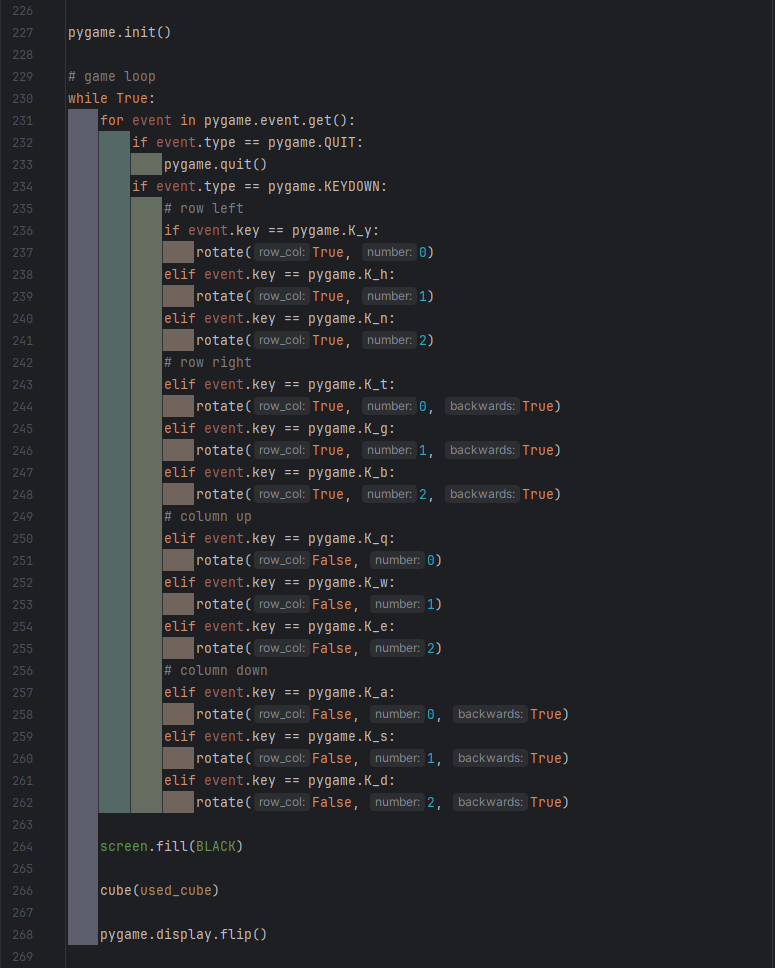 226
227 pygame.init()
228
229 # game loop
230 while True:
231     for event in pygame.event.get():
232         if event.type == pygame.QUIT:
233             pygame.quit()
234         if event.type == pygame.KEYDOWN:
235             # row left
236             if event.key == pygame.K_y:
237                 rotate( row_col: True, number: 0)
238             elif event.key == pygame.K_h:
239                 rotate( row_col: True, number: 1)
240             elif event.key == pygame.K_n:
241                 rotate( row_col: True, number: 2)
242             # row right
243             elif event.key == pygame.K_t:
244                 rotate( row_col: True, number: 0, backwards: True)
245             elif event.key == pygame.K_g:
246                 rotate( row_col: True, number: 1, backwards: True)
247             elif event.key == pygame.K_b:
248                 rotate( row_col: True, number: 2, backwards: True)
249             # column up
250             elif event.key == pygame.K_q:
251                 rotate( row_col: False, number: 0)
252             elif event.key == pygame.K_w:
253                 rotate( row_col: False, number: 1)
254             elif event.key == pygame.K_e:
255                 rotate( row_col: False, number: 2)
256             # column down
257             elif event.key == pygame.K_a:
258                 rotate( row_col: False, number: 0, backwards: True)
259             elif event.key == pygame.K_s:
260                 rotate( row_col: False, number: 1, backwards: True)
261             elif event.key == pygame.K_d:
262                 rotate( row_col: False, number: 2, backwards: True)
263
264     screen.fill(BLACK)
265
266     cube(used_cube)
267
268     pygame.display.flip()
269